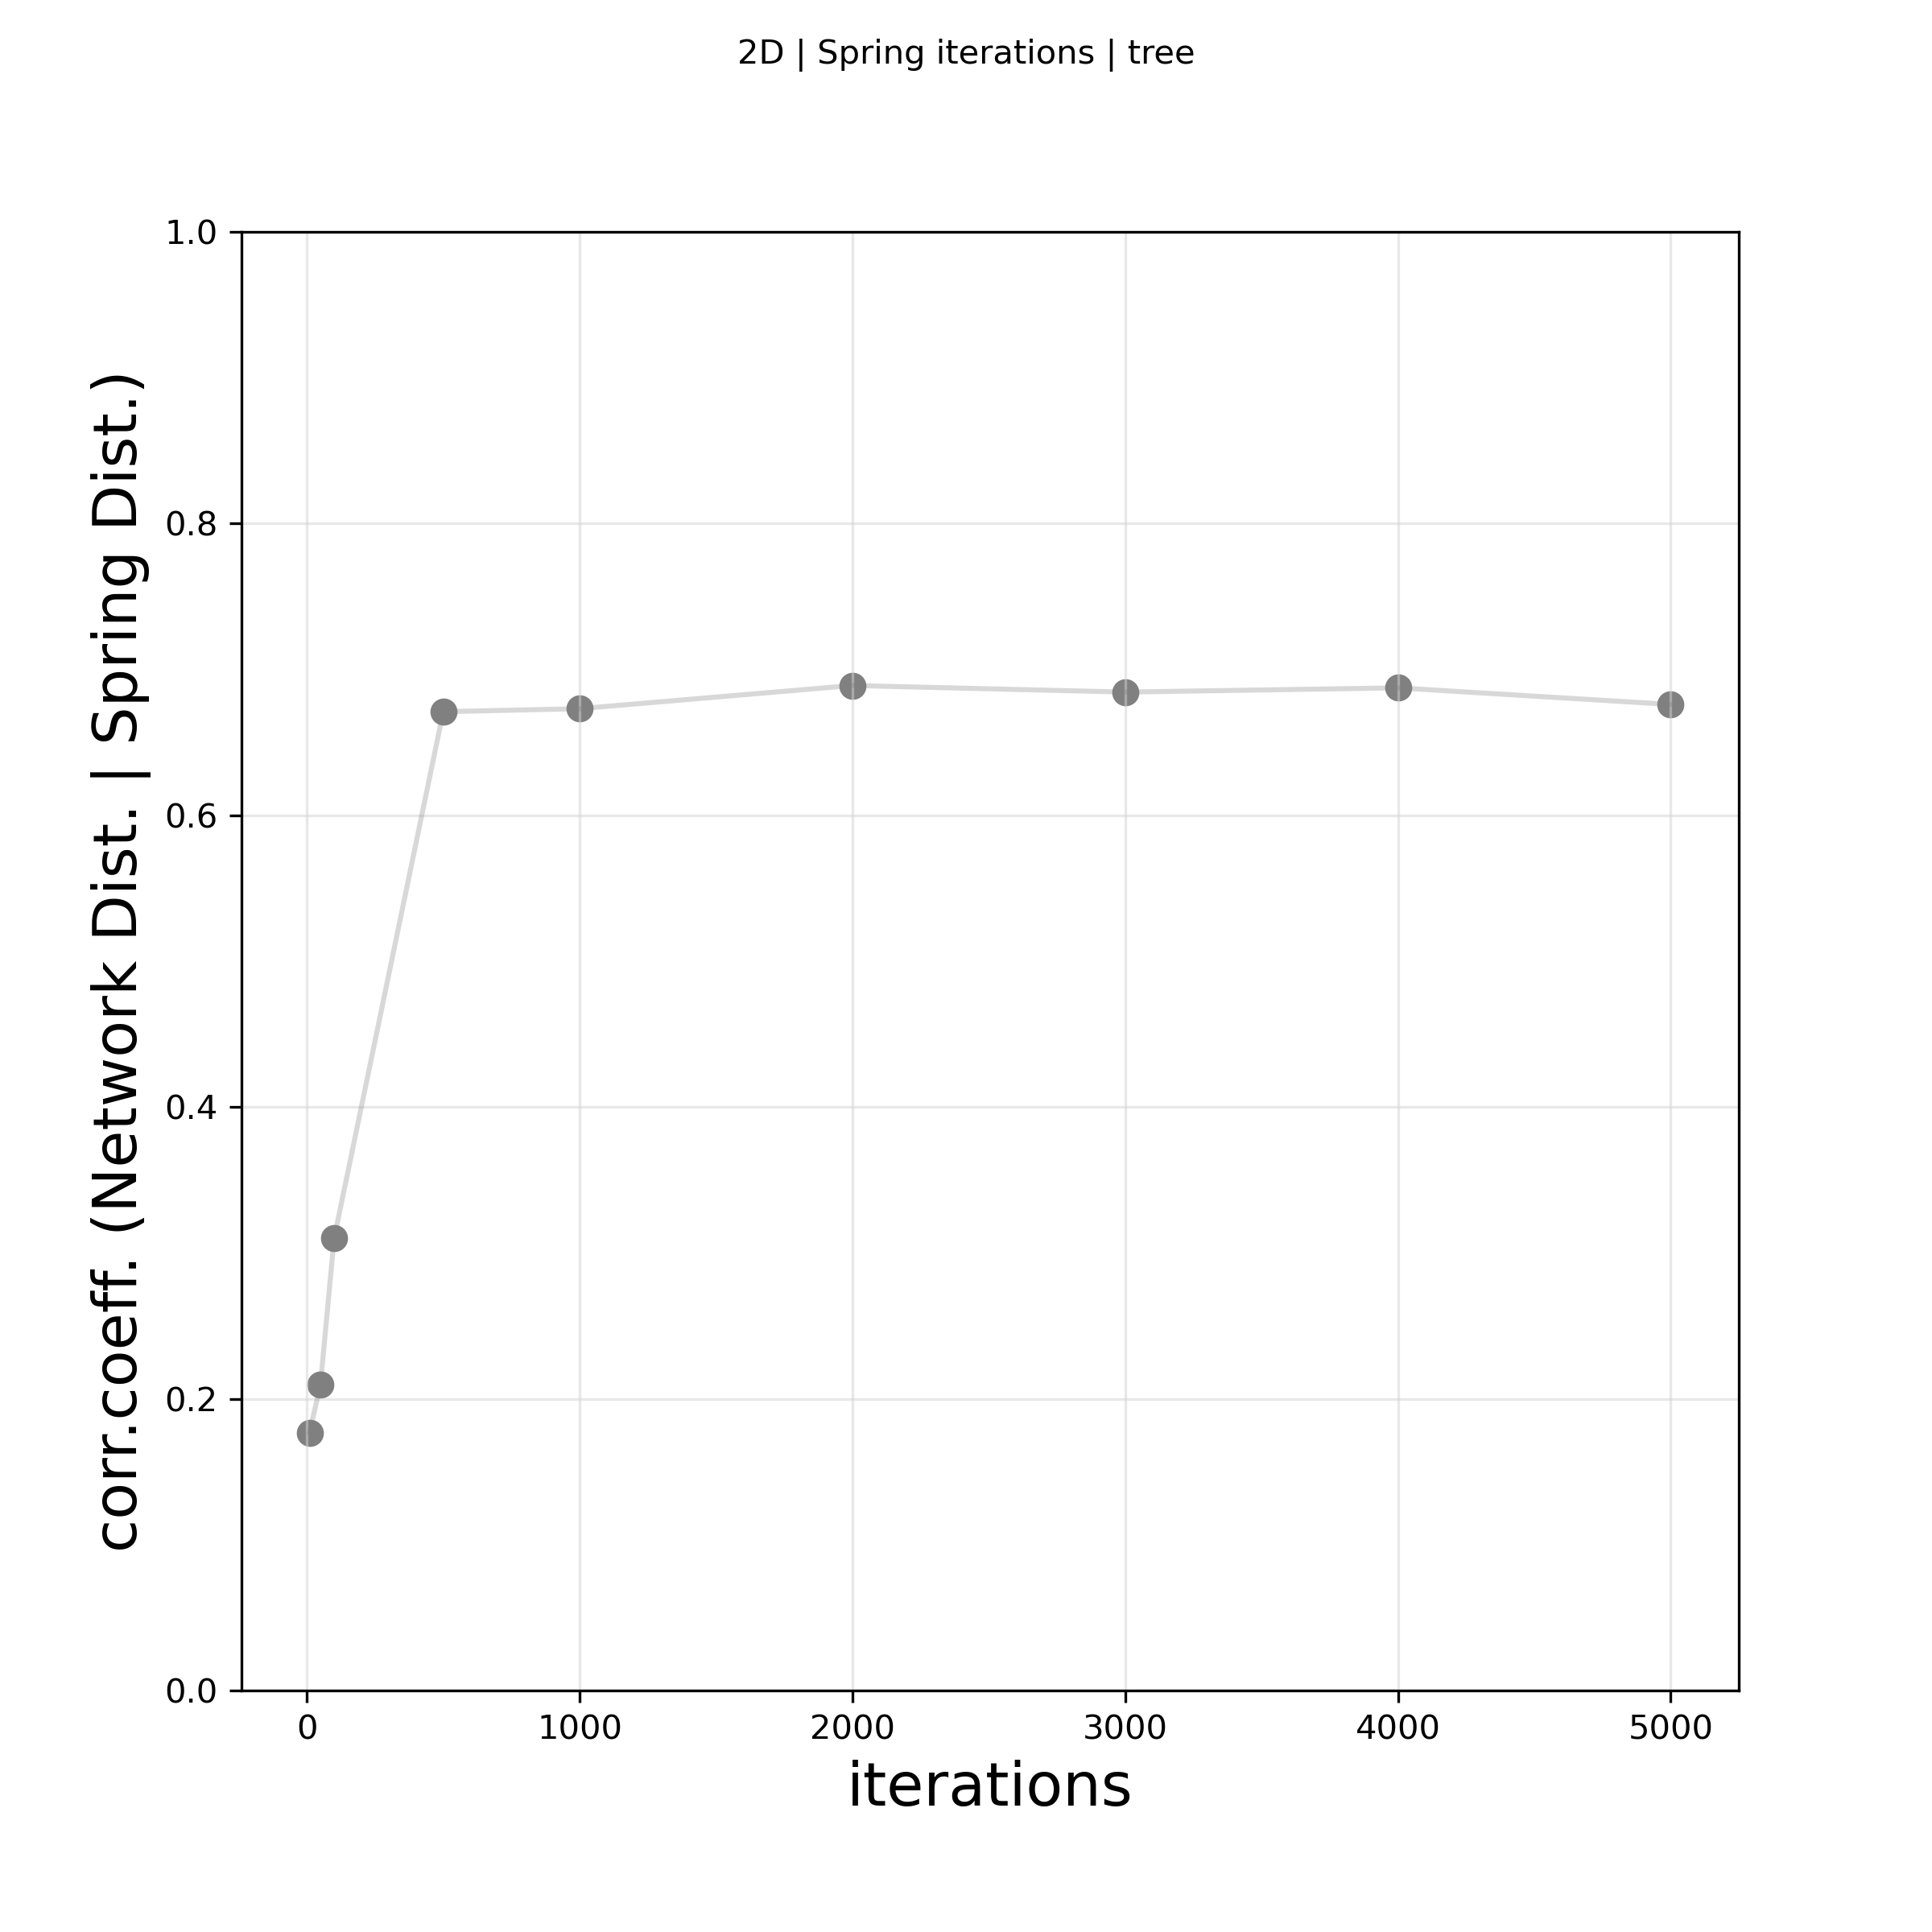 2D | Spring iterations | tree
corr.coeff. (Network Dist. | Spring Dist.)
1.0
0.8
0.6
0.4
0.2
0.0
0 1000 2000 3000 4000 5000
iterations